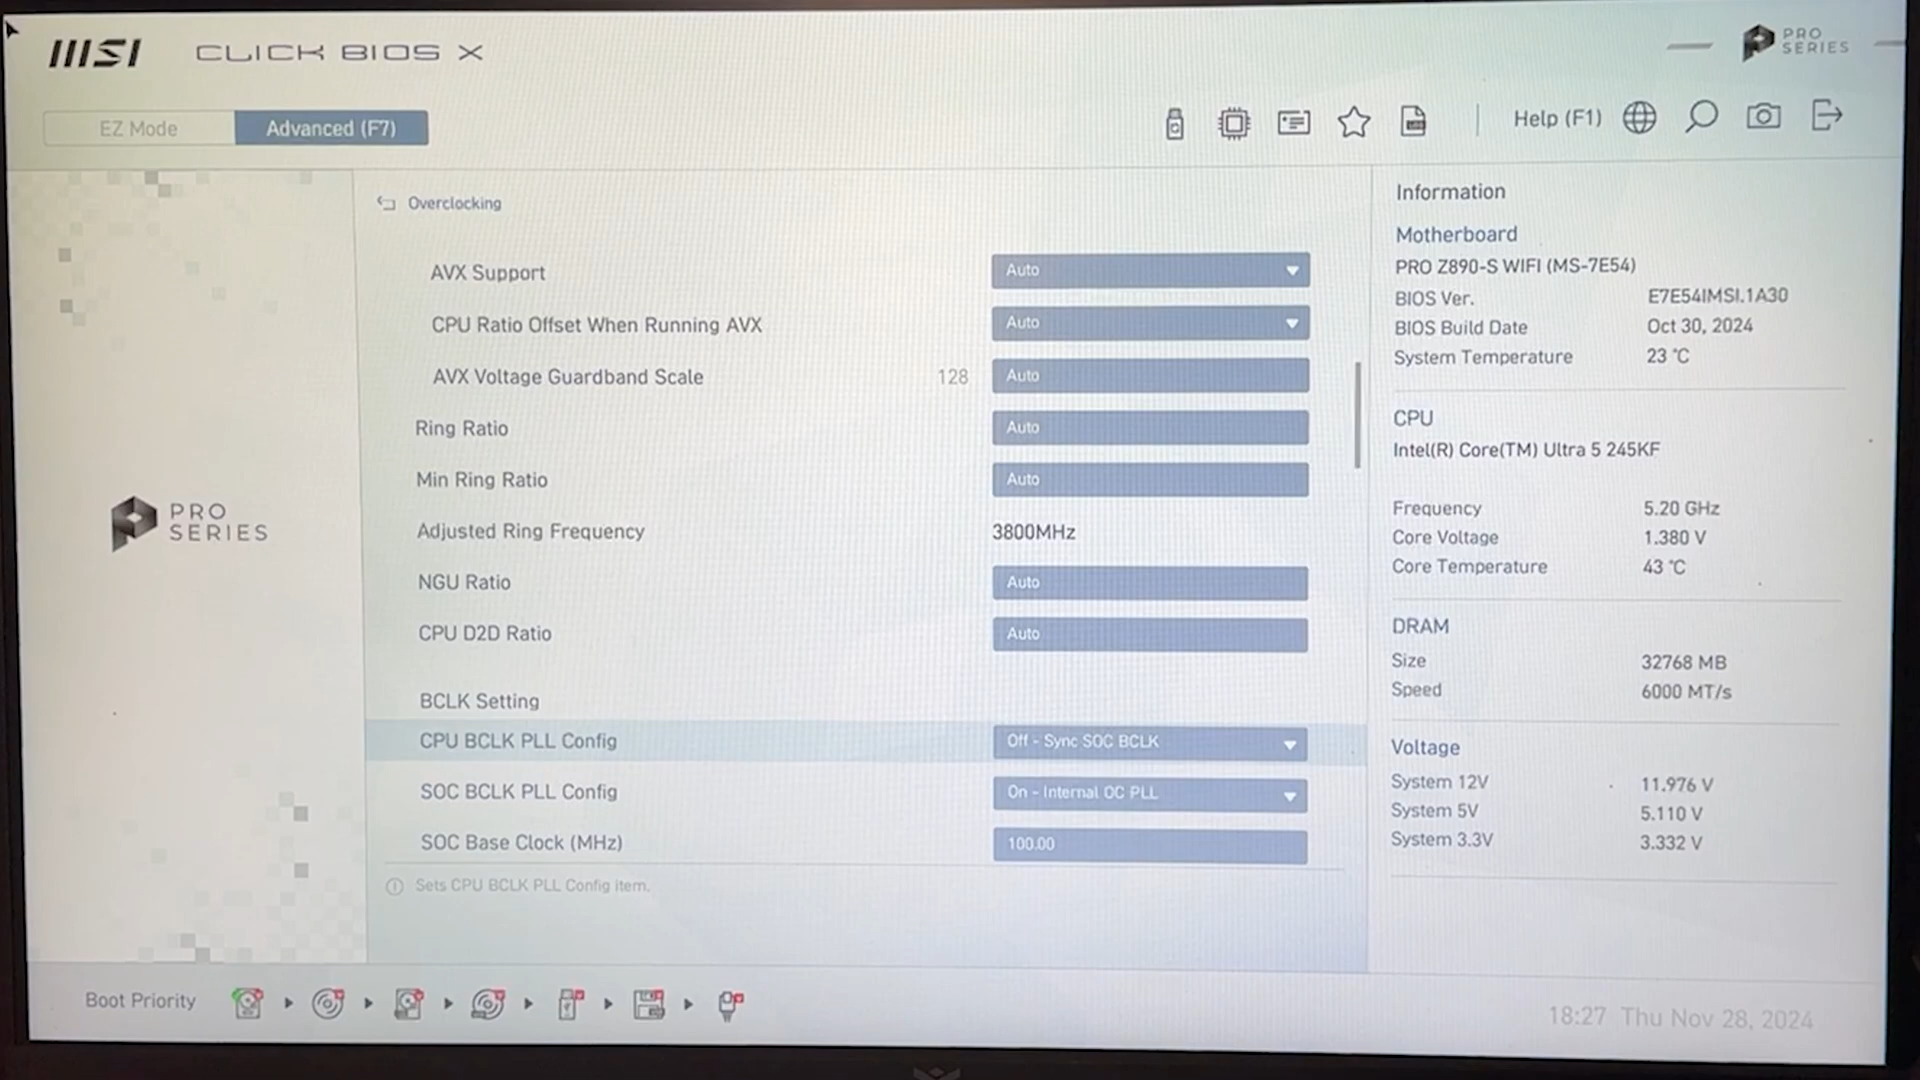 msi CLICK BIOS X
PRO SERIES
EZ Mode
Advanced (F7)
Help (F1)
PRO SERIES
Overclocking
AVX Support Auto
CPU Ratio Offset When Running AVX Auto
AVX Voltage Guardband Scale 128 Auto
Ring Ratio Auto
Min Ring Ratio Auto
Adjusted Ring Frequency 3800MHz
NGU Ratio Auto
CPU D2D Ratio Auto
BCLK Setting
CPU BCLK PLL Config Off - Sync SOC BCLK
SOC BCLK PLL Config On - Internal OC PLL
SOC Base Clock (MHz) 100.00
Sets CPU BCLK PLL Config item.
Information
Motherboard
PRO Z890-S WIFI (MS-7E54)
BIOS Ver. E7E54IMSI.1A30
BIOS Build Date Oct 30, 2024
System Temperature 23 °C
CPU
Intel(R) Core(TM) Ultra 5 245KF
Frequency 5.20 GHz
Core Voltage 1.380 V
Core Temperature 43 °C
DRAM
Size 32768 MB
Speed 6000 MT/s
Voltage
System 12V 11.976 V
System 5V 5.110 V
System 3.3V 3.332 V
Boot Priority
18:27 Thu Nov 28, 2024